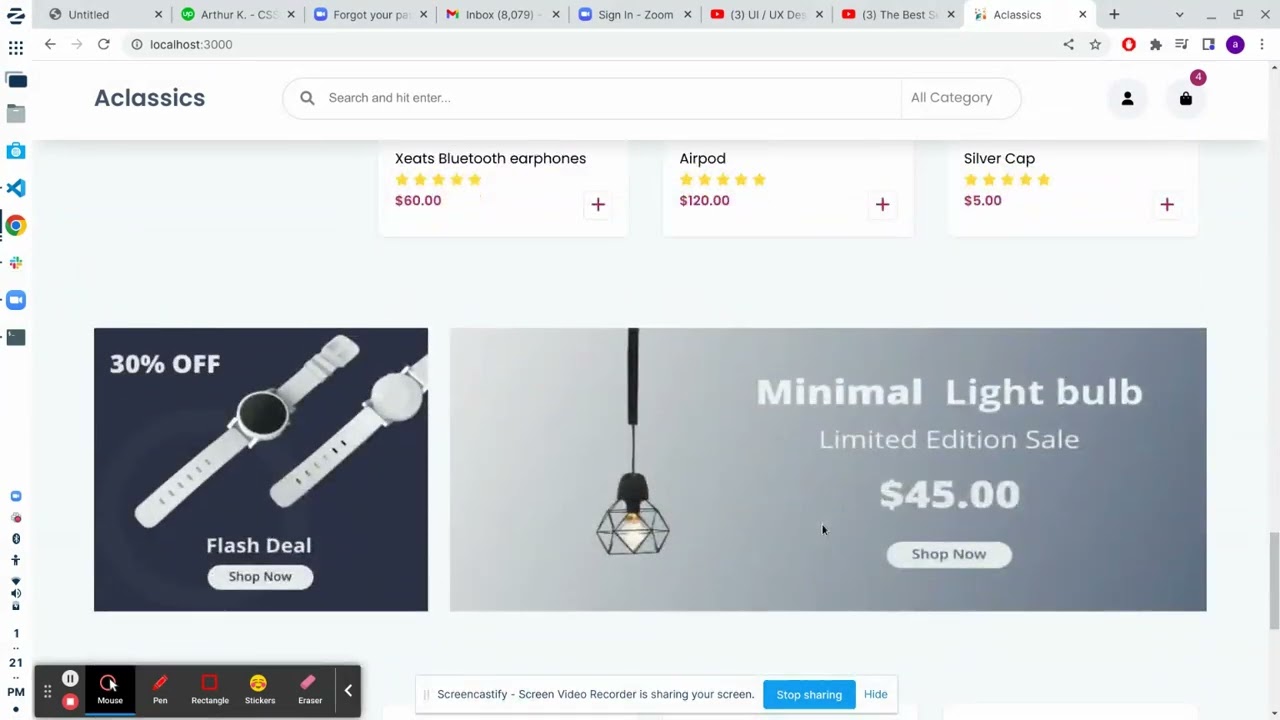 Untitled
Arthur K. - CSS
Forgot your pa
Inbox (8,079) -
Sign In - Zoom
(3) UI / UX De
(3) The Best S
Aclassics
localhost:3000
a
Aclassics
Search and hit enter...
All Category
4
Xeats Bluetooth earphones
Airpod
Silver Cap
$60.00
$120.00
$5.00
30% OFF
Flash Deal
Shop Now
Minimal Light bulb
Limited Edition Sale
$45.00
Shop Now
1
21
PM
Mouse
Pen
Rectangle
Stickers
Eraser
Screencastify - Screen Video Recorder is sharing your screen.
Stop sharing
Hide